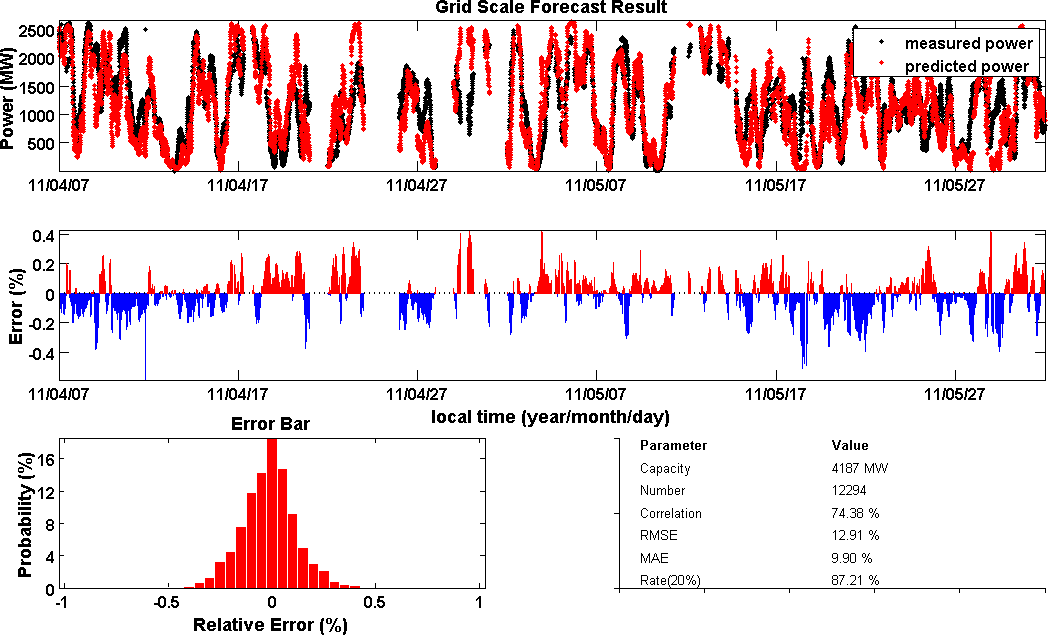 Grid Scale Forecast Result
Power (MW)
2500
2000
1500
1000
500
measured power
predicted power
11/04/07 11/04/17 11/04/27 11/05/07 11/05/17 11/05/27
Error (%)
0.4
0.2
0
-0.2
-0.4
11/04/07 11/04/17 11/04/27 11/05/07 11/05/17 11/05/27
local time (year/month/day)
Error Bar
Probability (%)
16
12
8
4
0
-1 -0.5 0 0.5 1
Relative Error (%)
Parameter Value
Capacity 4187 MW
Number 12294
Correlation 74.38 %
RMSE 12.91 %
MAE 9.90 %
Rate(20%) 87.21 %